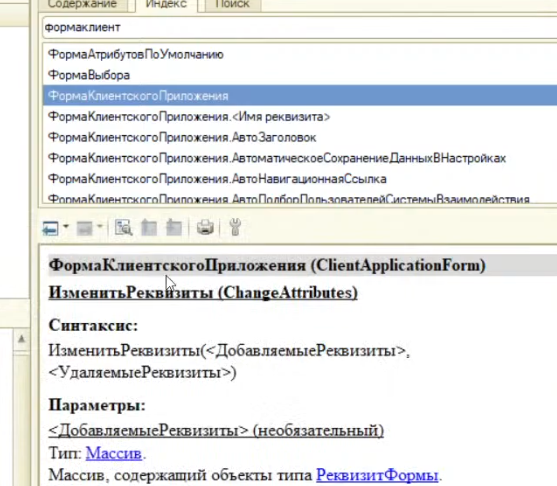 Содержание
Индекс
Поиск
формаклиент
ФормаАтрибутовПоУмолчанию
ФормаВыбора
ФормаКлиентскогоПриложения
ФормаКлиентскогоПриложения.<Имя реквизита>
ФормаКлиентскогоПриложения.АвтоЗаголовок
ФормаКлиентскогоПриложения.АвтоматическоеСохранениеДанныхВНастройках
ФормаКлиентскогоПриложения.АвтоНавигационнаяСсылка
ФормаКлиентскогоПриложения.АвтоПодборПользователейСистемыВзаимодействия
ФормаКлиентскогоПриложения (ClientApplicationForm)
ИзменитьРеквизиты (ChangeAttributes)
Синтаксис:
ИзменитьРеквизиты(<ДобавляемыеРеквизиты>,
<УдаляемыеРеквизиты>)
Параметры:
<ДобавляемыеРеквизиты> (необязательный)
Тип: Массив.
Массив, содержащий объекты типа РеквизитФормы.